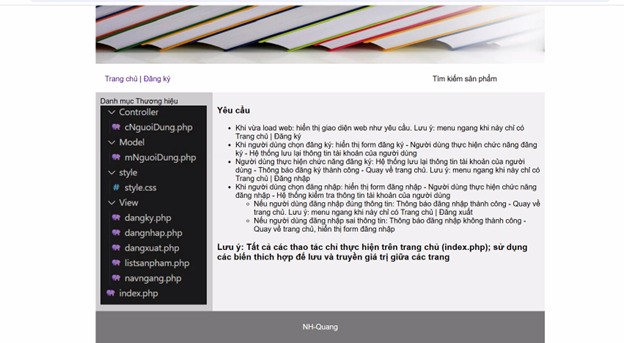 Trang chủ | Đăng ký
Tìm kiếm sản phẩm
Danh mục Thương hiệu
Controller
cNguoiDung.php
Model
mNguoiDung.php
style
# style.css
View
dangky.php
dangnhap.php
dangxuat.php
listsanpham.php
navngang.php
index.php
Yêu cầu
Khi vừa load web: hiển thị giao diện web như yêu cầu. Lưu ý: menu ngang khi này chỉ có
Trang chủ | Đăng ký
Khi người dùng chọn đăng ký: hiển thị form đăng ký - Người dùng thực hiện chức năng đăng
ký - Hệ thống lưu lại thông tin tài khoản của người dùng
Người dùng thực hiện chức năng đăng ký: Hệ thống lưu lại thông tin tài khoản của người
dùng - Thông báo đăng ký thành công - Quay về trang chủ. Lưu ý: menu ngang khi này chỉ có
Trang chủ | Đăng nhập
Khi người dùng chọn đăng nhập: hiển thị form đăng nhập - Người dùng thực hiện chức năng
đăng nhập - Hệ thống kiểm tra thông tin tài khoản của người dùng
Nếu người dùng đăng nhập đúng thông tin: Thông báo đăng nhập thành công - Quay về
trang chủ. Lưu ý: menu ngang khi này chỉ có Trang chủ | Đăng xuất
Nếu người dùng đăng nhập sai thông tin: Thông báo đăng nhập không thành công -
Quay về trang chủ, hiển thị form đăng nhập
Lưu ý: Tất cả các thao tác chỉ thực hiện trên trang chủ (index.php); sử dụng
các biến thích hợp để lưu và truyền giá trị giữa các trang
NH-Quang